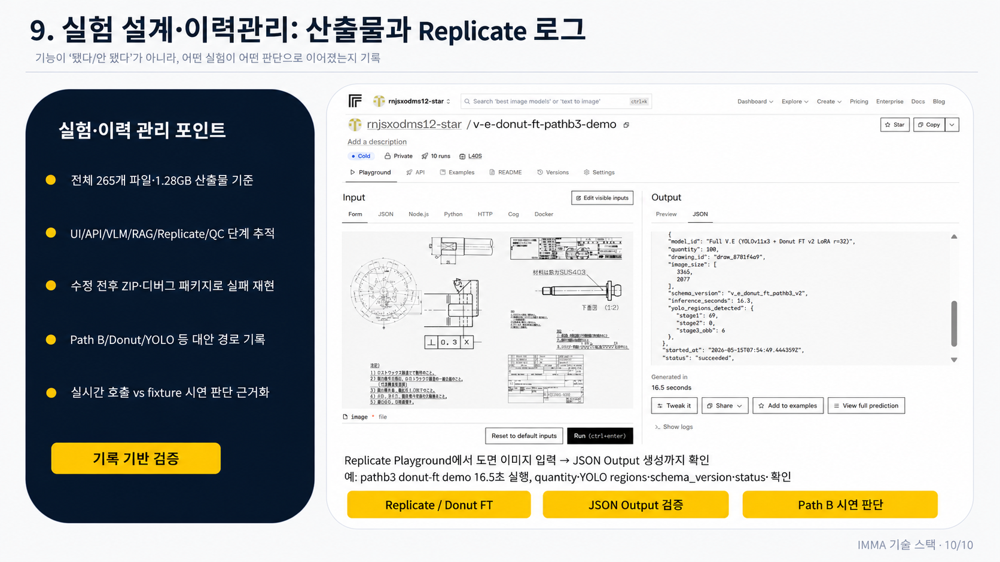 9. 실험 설계·이력관리: 산출물과 Replicate 로그
기능이 ‘됐다/안 됐다’가 아니라, 어떤 실험이 어떤 판단으로 이어졌는지 기록
실험·이력 관리 포인트
전체 265개 파일·1.28GB 산출물 기준
UI/API/VLM/RAG/Replicate/QC 단계 추적
수정 전후 ZIP·디버그 패키지로 실패 재현
Path B/Donut/YOLO 등 대안 경로 기록
실시간 호출 vs fixture 시연 판단 근거화
기록 기반 검증
rnjsxodms12-star
Search 'best image models' or 'text to image'
ctrl+k
Dashboard
Explore
Create
Pricing
Enterprise
Docs
Blog
rnjsxodms12-star / v-e-donut-ft-pathb3-demo
Star
Copy
Add a description
Cold
Private
10 runs
L40S
Playground
API
Examples
README
Versions
Settings
Input
Edit visible inputs
Form
JSON
Node.js
Python
HTTP
Cog
Docker
25
材料は
SUS403
下面図 (1:2)
⊥ 0.3 X
注記)
image * file
Reset to default inputs
Run (ctrl+enter)
Output
Preview
JSON
{
"model_id": "Full V.E (YOLOv11x3 + Donut FT v2 LoRA r=32)",
"quantity": 100,
"drawing_id": "draw_8781f4a9",
"image_size": [
3365,
2077
],
"schema_version": "v_e_donut_ft_pathb3_v2",
"inference_seconds": 16.3,
"yolo_regions_detected": {
"stage1": 69,
"stage2": 0,
"stage3_obb": 6
},
},
"started_at": "2026-05-15T07:54:49.444359Z",
"status": "succeeded",
Generated in
16.5 seconds
Tweak it
Share
Add to examples
View full prediction
Show logs
Replicate Playground에서 도면 이미지 입력 → JSON Output 생성까지 확인
예: pathb3 donut-ft demo 16.5초 실행, quantity·YOLO regions·schema_version·status· 확인
Replicate / Donut FT
JSON Output 검증
Path B 시연 판단
IMMA 기술 스택 · 10/10